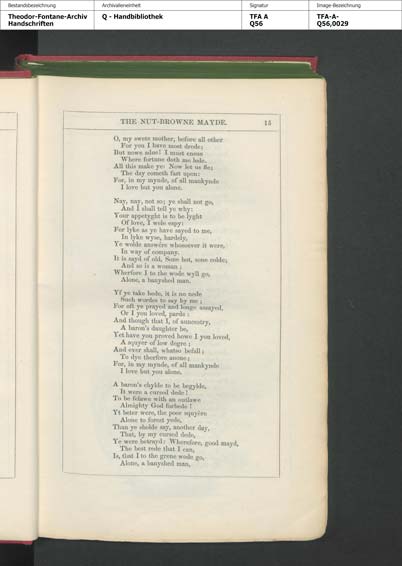 Bestandsbezeichnung
Theodor-Fontane-Archiv
Handschriften
Archivalieneinheit
Q - Handbibliothek
Signatur
TFA A
Q56
Image-Bezeichnung
TFA-A-
Q56,0029
THE NUT-BROWNE MAYDE. 15
O, my swete mother, before all other
For you I have most drede;
But nowe adue! I must ensue
Where fortune doth me lede.
All this make ye: Now let us fle;
The day cometh fast upon:
For, in my mynde, of all mankynde
I love but you alone.
Nay, nay, not so; ye shall not go,
And I shall tell ye why:
Your appetyght is to be lyght
Of love, I wele espy:
For lyke as ye have sayed to me,
In lyke wyse, hardely,
Ye wolde answére whosoever it were,
In way of company.
It is sayd of old, Sone hot, sone colde;
And so is a woman;
Wherfore I to the wode wyll go,
Alone, a banyshed man.
Yf ye take hede, it is no nede
Such wordes to say by me;
For oft ye prayed and longe assayed,
Or I you loved, pardè:
And though that I, of auncestry,
A baron's daughter be,
Yet have you proved howe I you loved,
A squyer of low degre;
And ever shall, whatso befall;
To dye therfore anone;
For, in my mynde, of all mankynde
I love but you alone.
A baron's chylde to be begylde,
It were a cursed dede!
To be felawe with an outlawe
Almighty God forbede!
Yt beter were, the poor squyère
Alone to forest yede,
Than ye sholde say, another day,
That, by my cursed dede,
Ye were betrayd: Wherefore, good mayd,
The best rede that I can,
Is, that I to the grene wode go,
Alone, a banyshed man,